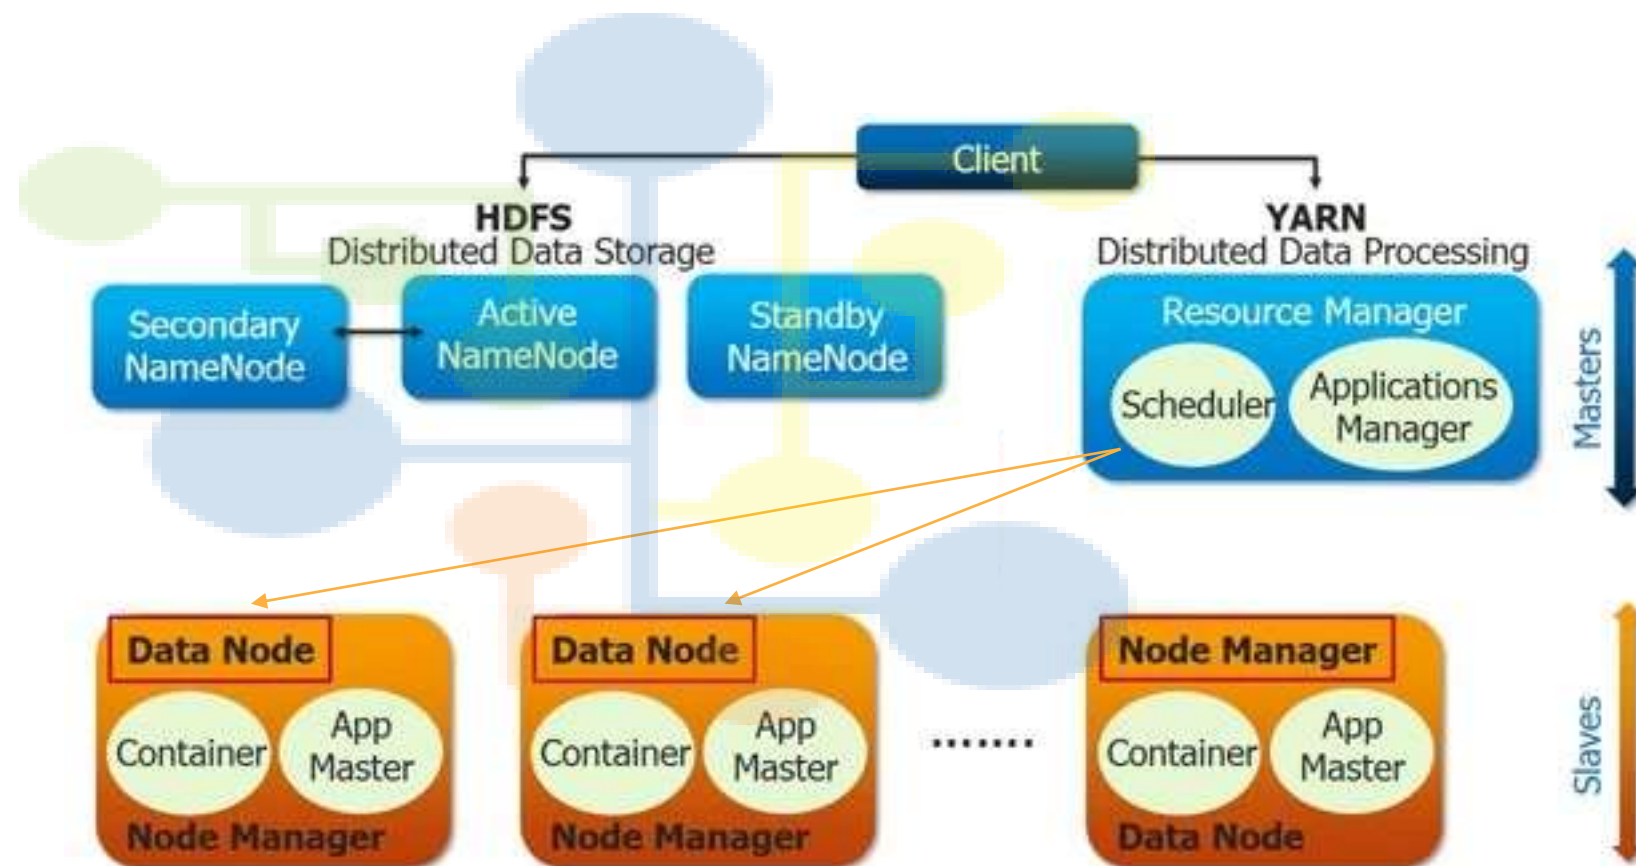 Client
HDFS
Distributed Data Storage
YARN
Distributed Data Processing
Secondary
NameNode
Active
NameNode
Standby
NameNode
Resource Manager
Scheduler
Applications
Manager
Masters
Data Node
Container
App
Master
Node Manager
Data Node
Container
App
Master
Node Manager
.......
Node Manager
Container
App
Master
Data Node
Slaves